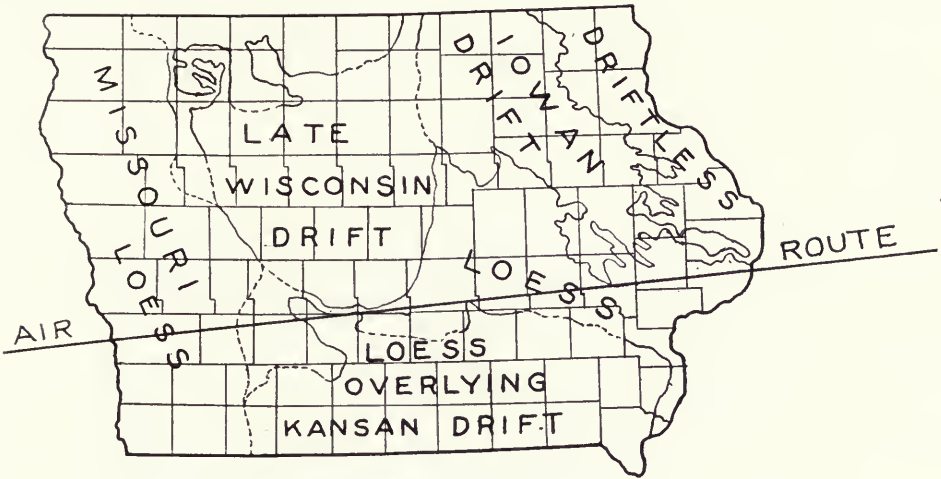 MISSOURI LOESS
LATE
WISCONSIN
DRIFT
IOWAN
DRIFT
DRIFTLESS
LOESS
AIR
ROUTE
LOESS
OVERLYING
KANSAN DRIFT